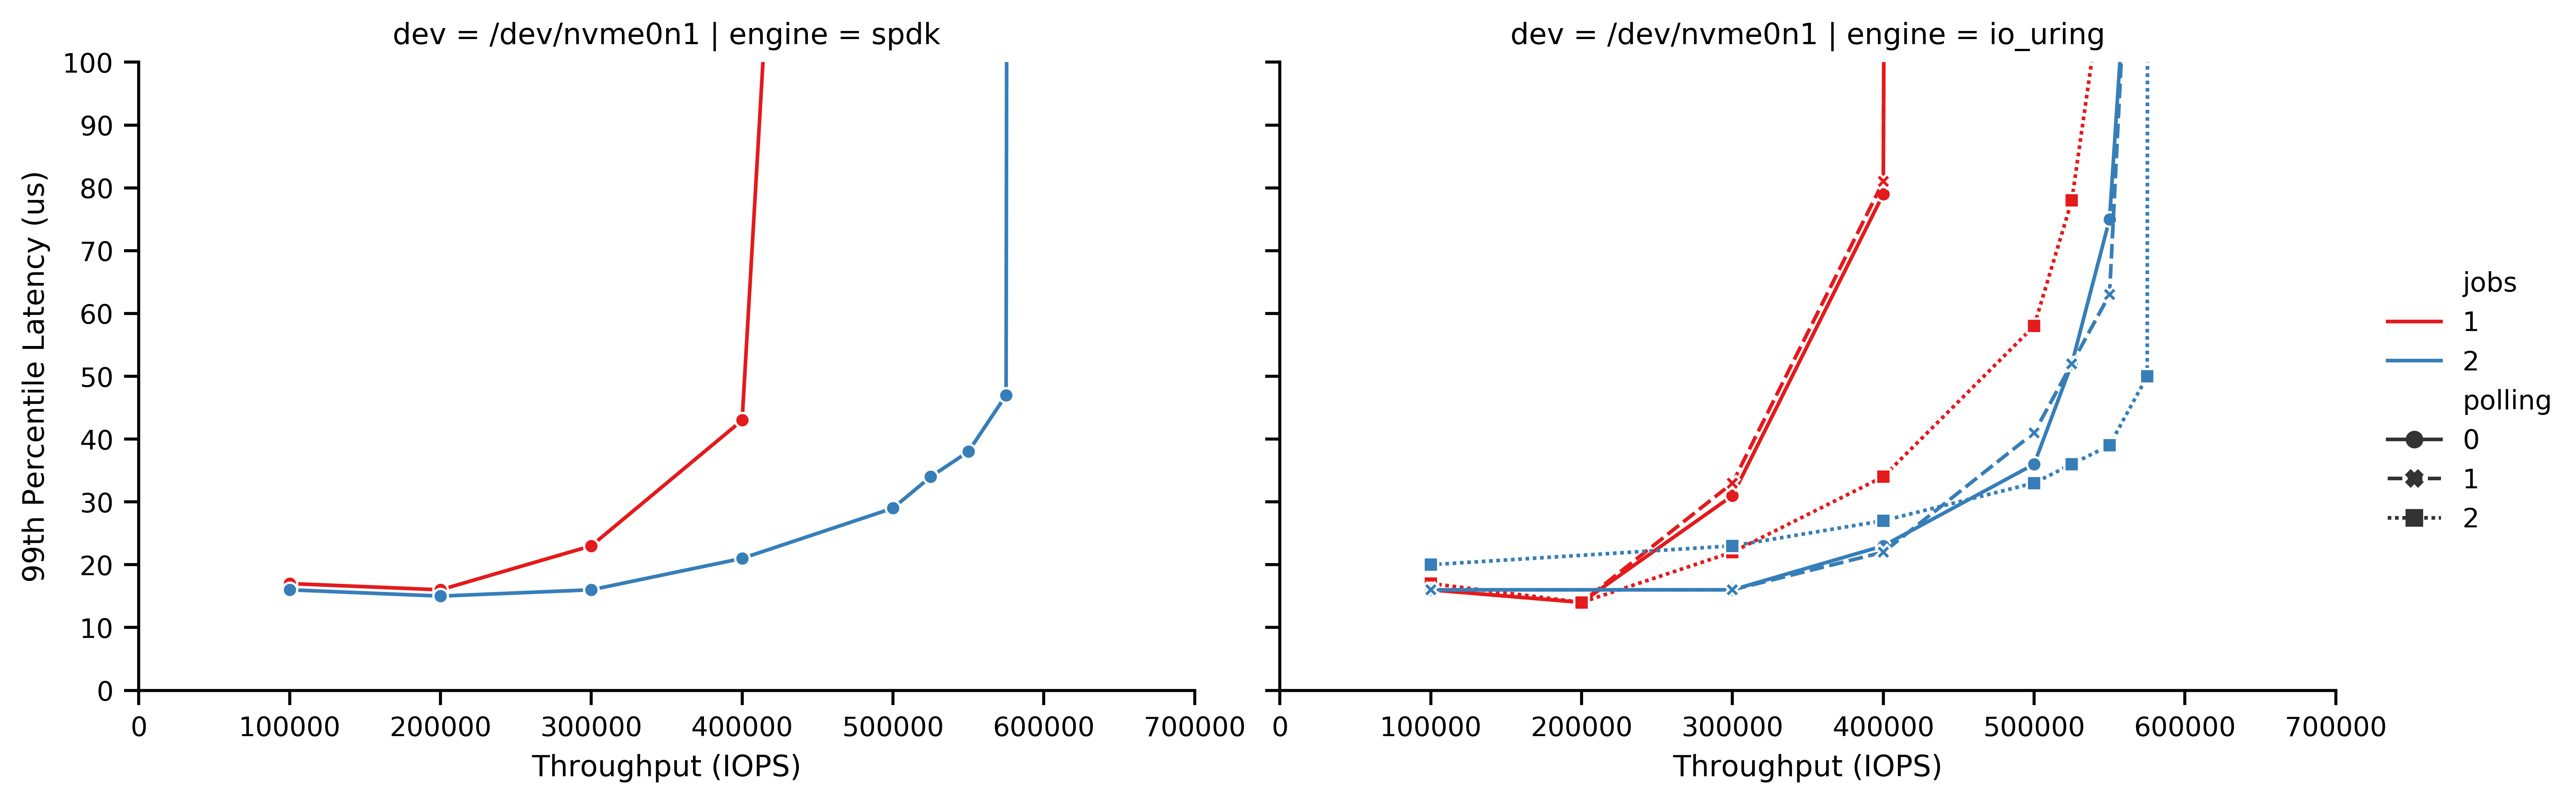 dev = /dev/nvme0n1 | engine = spdk
99th Percentile Latency (us)
100
90
80
70
60
50
40
30
20
10
0
0 100000 200000 300000 400000 500000 600000 700000
Throughput (IOPS)
dev = /dev/nvme0n1 | engine = io_uring
0 100000 200000 300000 400000 500000 600000 700000
Throughput (IOPS)
jobs
1
2
polling
0
1
2